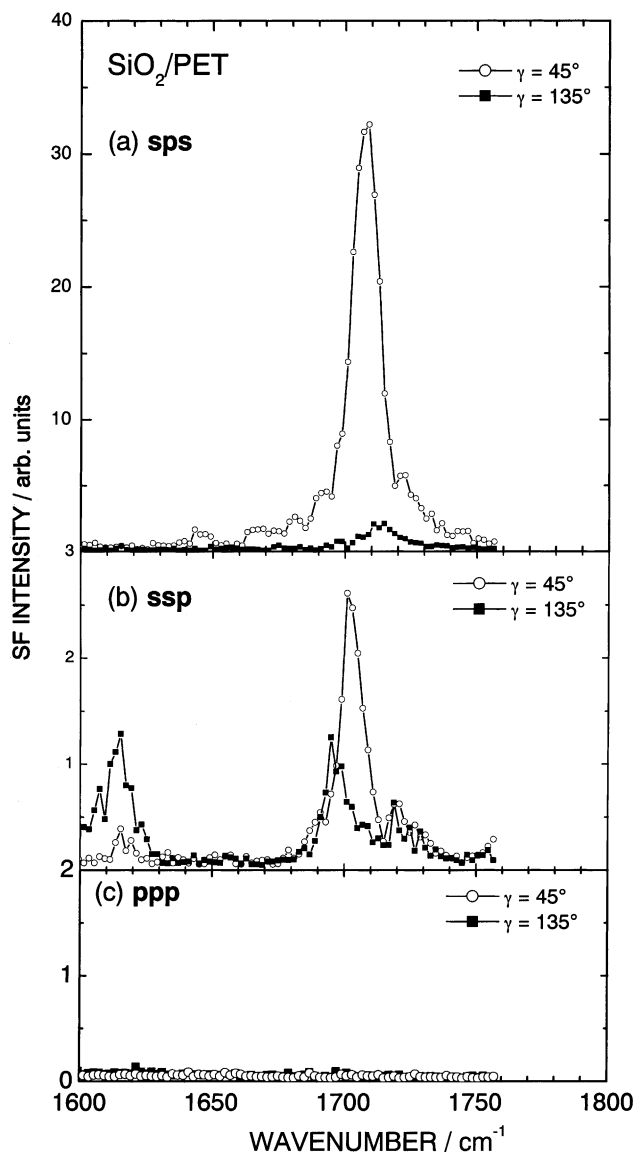 40
SiO₂/PET
γ = 45°
γ = 135°
(a) sps
30
20
10
3
(b) ssp
γ = 45°
γ = 135°
2
1
2
(c) ppp
γ = 45°
γ = 135°
1
0
1600 1650 1700 1750 1800
WAVENUMBER / cm⁻¹
SF INTENSITY / arb. units